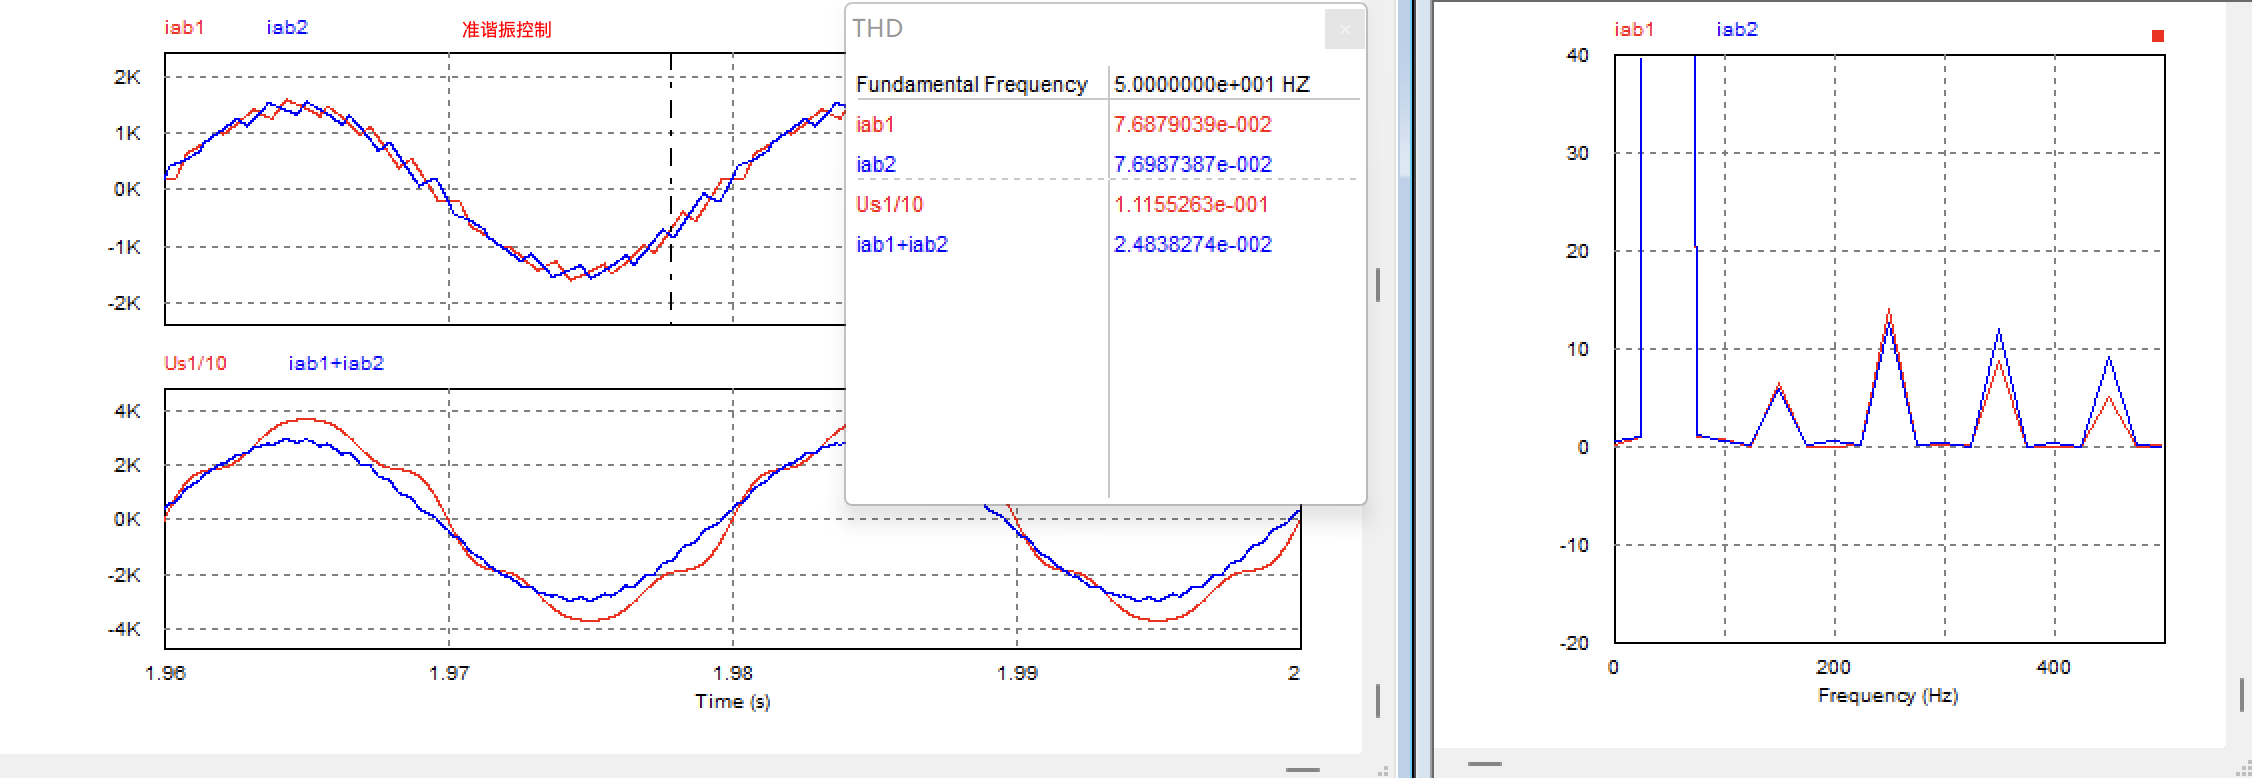 iab1 iab2 准谐振控制
2K
1K
0K
-1K
-2K
Us1/10 iab1+iab2
4K
2K
0K
-2K
-4K
1.96 1.97 1.98 1.99 2
Time (s)
THD
Fundamental Frequency 5.0000000e+001 HZ
iab1 7.6879039e-002
iab2 7.6987387e-002
Us1/10 1.1155263e-001
iab1+iab2 2.4838274e-002
iab1 iab2
40
30
20
10
0
-10
-20
0 200 400
Frequency (Hz)